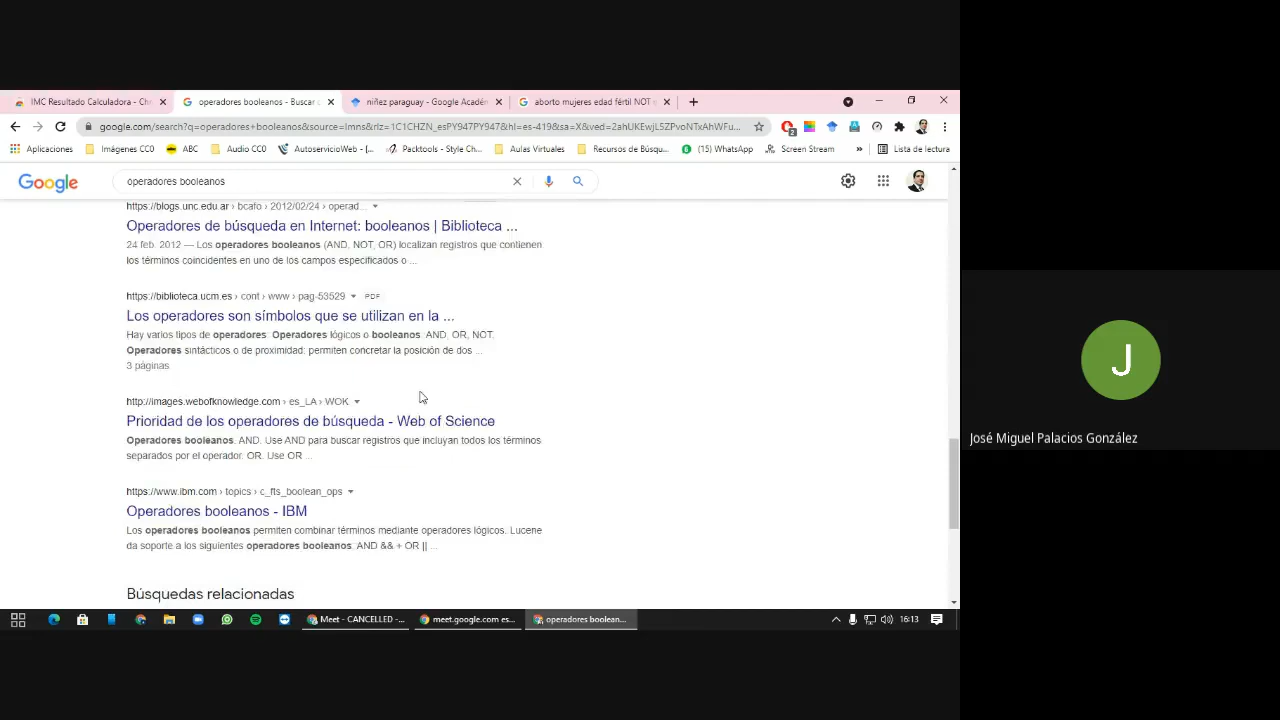 IMC Resultado Calculadora - Chr
operadores booleanos - Buscar c
niñez paraguay - Google Acadé
aborto mujeres edad fértil NOT e
google.com/search?q=operadores+booleanos&source=lmns&rlz=1C1CHZN_esPY947PY947&hl=es-419&sa=X&ved=2ahUKEwjL5ZPvoNTxAhWFu...
2
Aplicaciones
Imágenes CC0
ABC
Audio CC0
AutoservicioWeb - [...
Packtools - Style Ch...
Aulas Virtuales
Recursos de Búsqu...
(15) WhatsApp
Screen Stream
»
Lista de lectura
Google
operadores booleanos
https://blogs.unc.edu.ar › bcafo › 2012/02/24 › operad...
Operadores de búsqueda en Internet: booleanos | Biblioteca ...
24 feb. 2012 — Los operadores booleanos (AND, NOT, OR) localizan registros que contienen
los términos coincidentes en uno de los campos especificados o ...
https://biblioteca.ucm.es › cont › www › pag-53529 PDF
Los operadores son símbolos que se utilizan en la ...
Hay varios tipos de operadores. Operadores lógicos o booleanos. AND, OR, NOT.
Operadores sintácticos o de proximidad: permiten concretar la posición de dos ...
3 páginas
http://images.webofknowledge.com › es_LA › WOK
Prioridad de los operadores de búsqueda - Web of Science
Operadores booleanos. AND. Use AND para buscar registros que incluyan todos los términos
separados por el operador. OR. Use OR ...
https://www.ibm.com › topics › c_fts_boolean_ops
Operadores booleanos - IBM
Los operadores booleanos permiten combinar términos mediante operadores lógicos. Lucene
da soporte a los siguientes operadores booleanos. AND && + OR || ...
Búsquedas relacionadas
Meet - CANCELLED -...
meet.google.com es...
operadores boolean...
16:13
J
José Miguel Palacios González